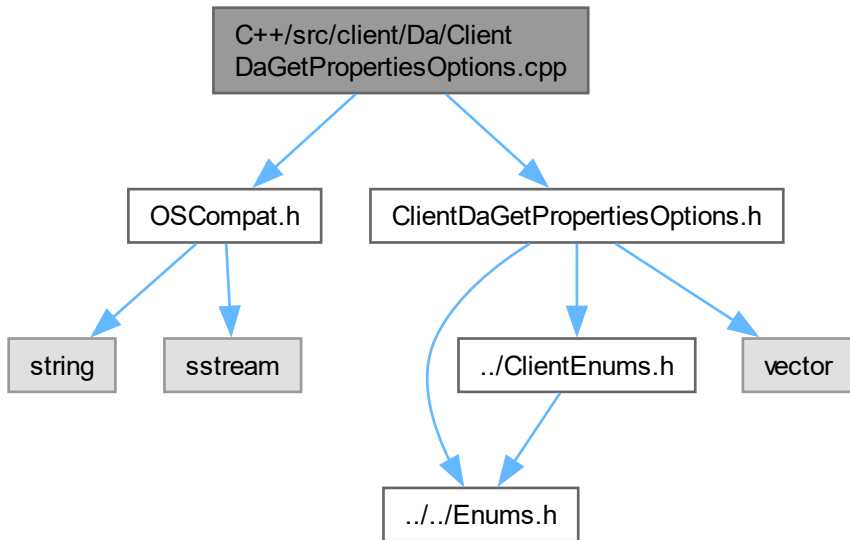 C++/src/client/Da/Client
DaGetPropertiesOptions.cpp
OSCompat.h
ClientDaGetPropertiesOptions.h
string
sstream
../ClientEnums.h
vector
../../Enums.h